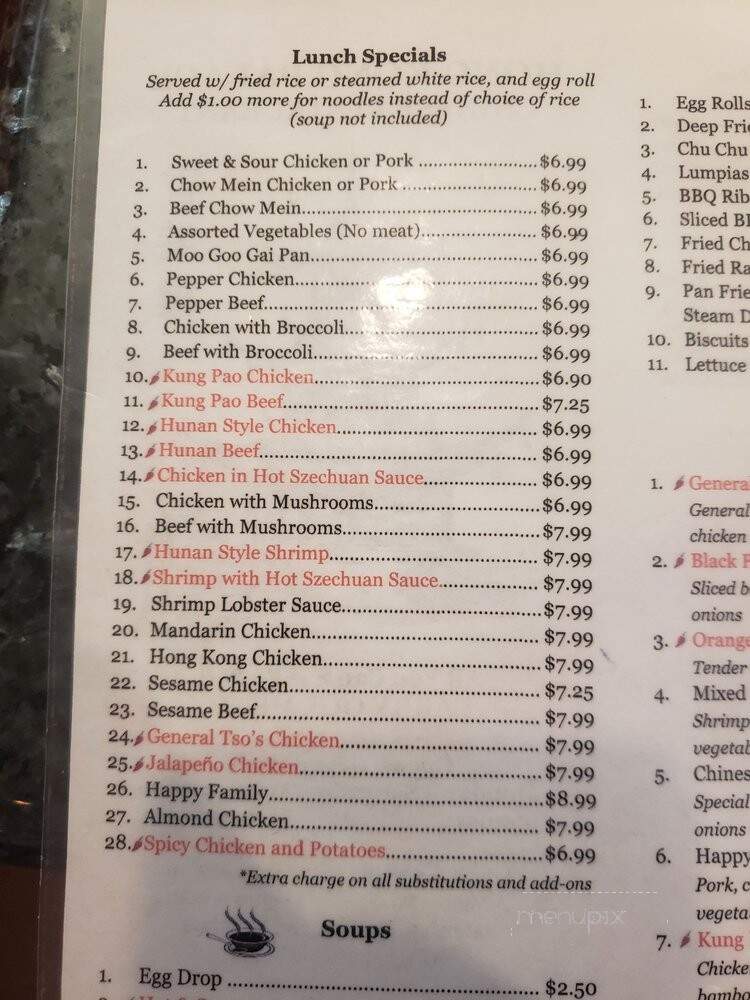 Lunch Specials
Served w/ fried rice or steamed white rice, and egg roll
Add $1.00 more for noodles instead of choice of rice
(soup not included)
1. Sweet & Sour Chicken or Pork ........................$6.99
2. Chow Mein Chicken or Pork...........................$6.99
3. Beef Chow Mein................................................$6.99
4. Assorted Vegetables (No meat)........................$6.99
5. Moo Goo Gai Pan..............................................$6.99
6. Pepper Chicken.................................................$6.99
7. Pepper Beef.......................................................$6.99
8. Chicken with Broccoli.......................................$6.99
9. Beef with Broccoli.............................................$6.99
10. Kung Pao Chicken.............................................$6.90
11. Kung Pao Beef...................................................$7.25
12. Hunan Style Chicken........................................$6.99
13. Hunan Beef........................................................$6.99
14. Chicken in Hot Szechuan Sauce.......................$6.99
15. Chicken with Mushrooms.................................$6.99
16. Beef with Mushrooms.......................................$7.99
17. Hunan Style Shrimp..........................................$7.99
18. Shrimp with Hot Szechuan Sauce....................$7.99
19. Shrimp Lobster Sauce.......................................$7.99
20. Mandarin Chicken............................................$7.99
21. Hong Kong Chicken..........................................$7.99
22. Sesame Chicken................................................$7.25
23. Sesame Beef......................................................$7.99
24. General Tso's Chicken......................................$7.99
25. Jalapeño Chicken..............................................$7.99
26. Happy Family....................................................$8.99
27. Almond Chicken................................................$7.99
28. Spicy Chicken and Potatoes..............................$6.99
*Extra charge on all substitutions and add-ons
Soups
1. Egg Drop ...........................................................$2.50
1. Egg Rolls
2. Deep Frie
3. Chu Chu
4. Lumpias
5. BBQ Rib
6. Sliced B
7. Fried Ch
8. Fried Ra
9. Pan Frie
Steam D
10. Biscuits
11. Lettuce
1. General
General
chicken
2. Black P
Sliced b
onions
3. Orange
Tender
4. Mixed
Shrimp
vegetab
5. Chines
Special
onions
6. Happy
Pork, c
vegeta
7. Kung
Chicke
bambo
menupix